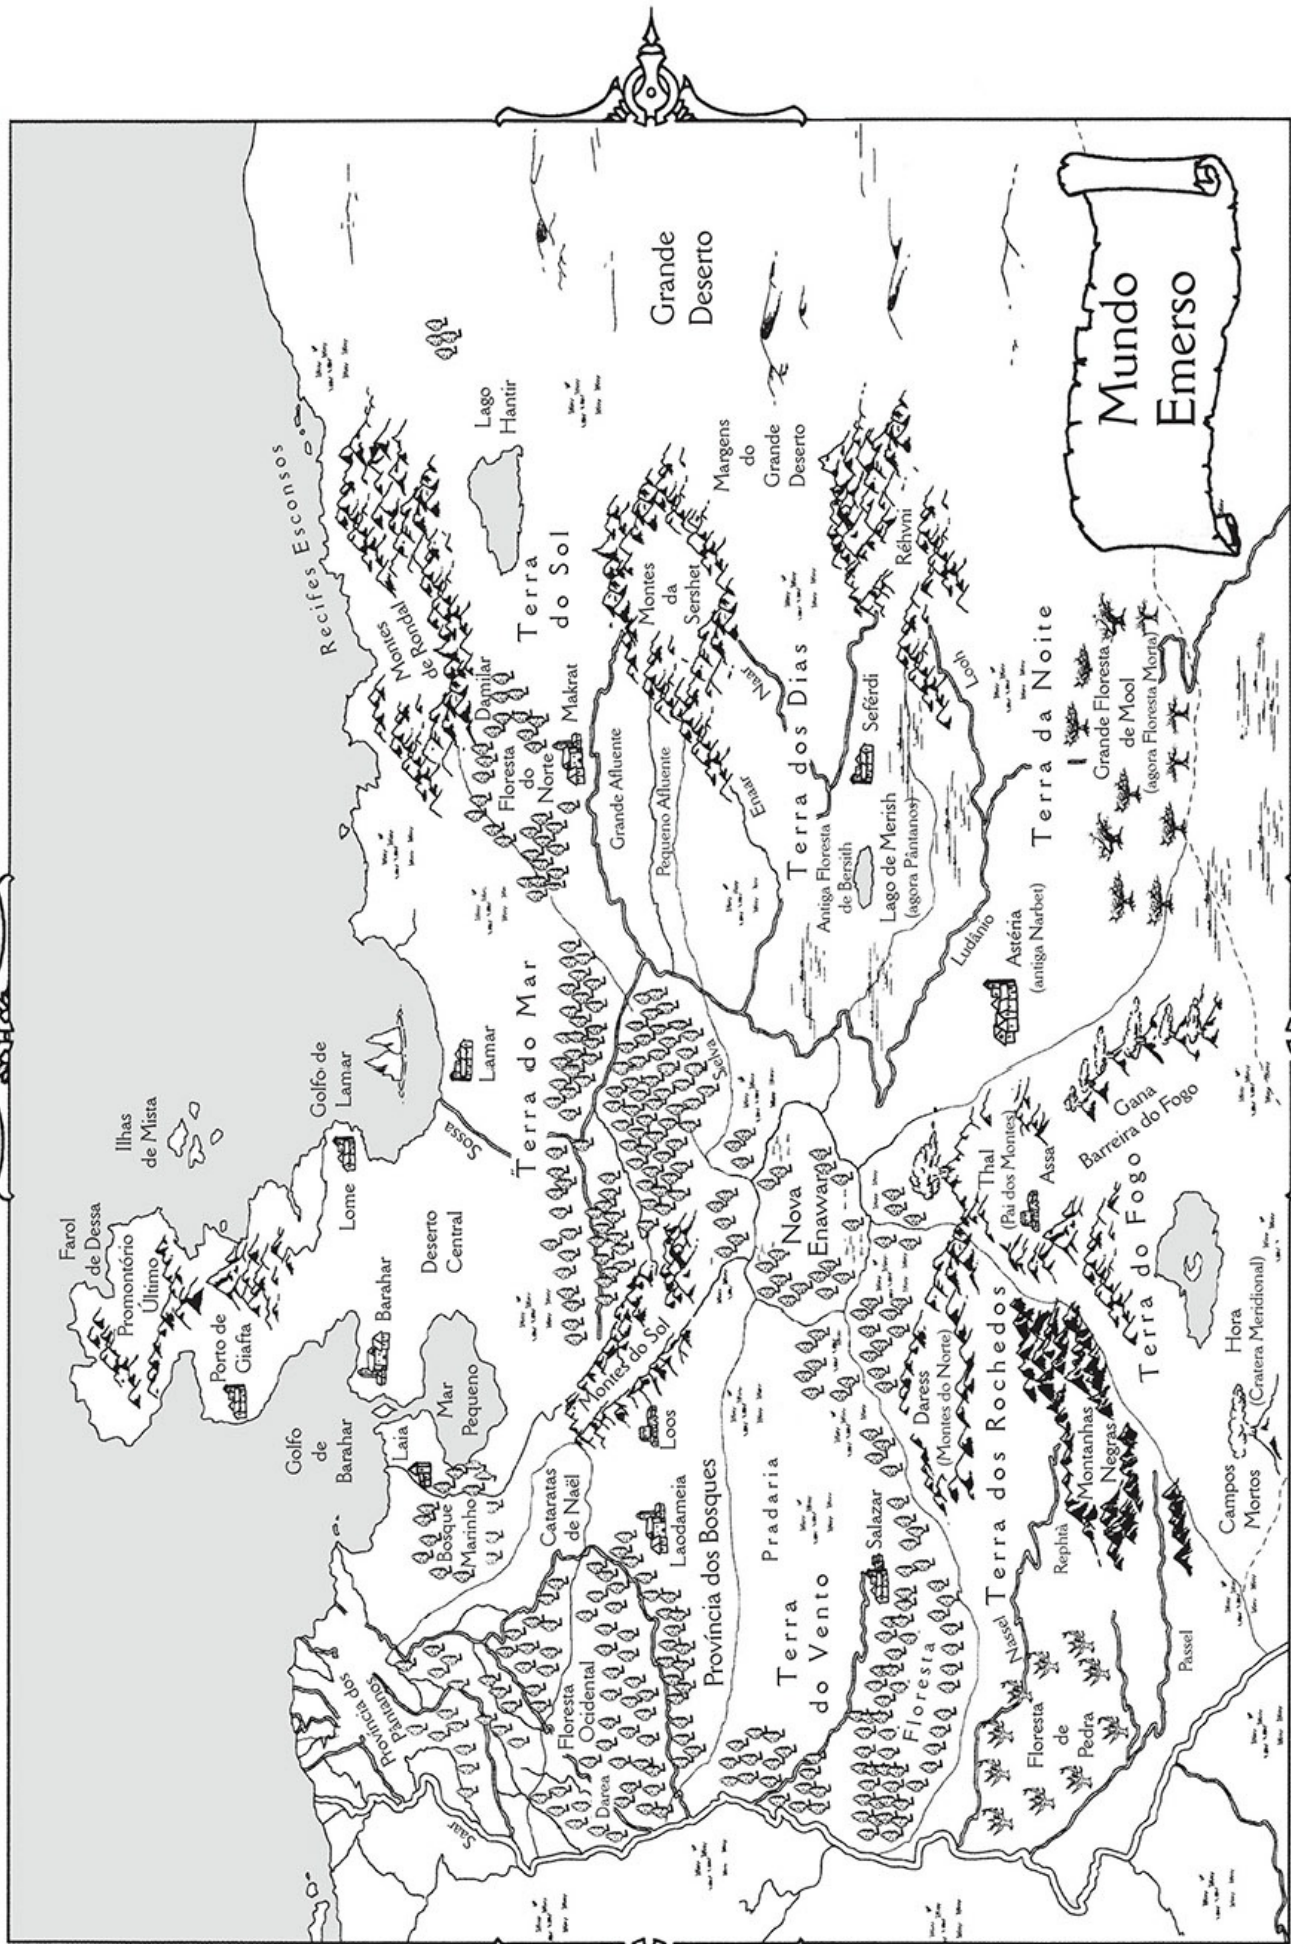 Farol
de Dessa
Promontório
Último
Ilhas
de Mista
Porto de
Giafta
Golfo de
Lamar
Lome
Golfo
de
Barahar
Barahar
Recifes Esconsos
Laia
Mar
Pequeno
Deserto
Central
Sossa
Lamar
Montes
de Rondal
Lago
Hantir
Província dos
Pântanos
Bosque
Marinho
Terra do Mar
Floresta
do
Norte
Damilar
Makrat
Terra
do Sol
Saar
Cataratas
de Naël
Floresta
Ocidental
Darea
Laodameia
Loos
Montes do Sol
Grande Afluente
Pequeno Afluente
Montes
da
Sershet
Grande
Deserto
Província dos Bosques
Selva
Enaar
Naar
Margens
do
Grande
Deserto
Terra
do Vento
Pradaria
Nova
Enawar
Terra dos Dias
Antiga Floresta
de Bersith
Seférdi
Salazar
Floresta
Lago de Merish
(agora Pântanos)
Réhvni
Daress
(Montes do Norte)
Ludânio
Looh
Terra dos Rochedos
Nassel
Thal
(Pai dos Montes)
Assa
Astéria
(antiga Narbet)
Terra da Noite
Floresta
de
Pedra
Rephtà
Montanhas
Negras
Gana
Barreira do Fogo
Grande Floresta
de Mool
(agora Floresta Morta)
Passel
Terra do Fogo
Campos
Mortos
Hora
(Cratera Meridional)
Mundo
Emerso